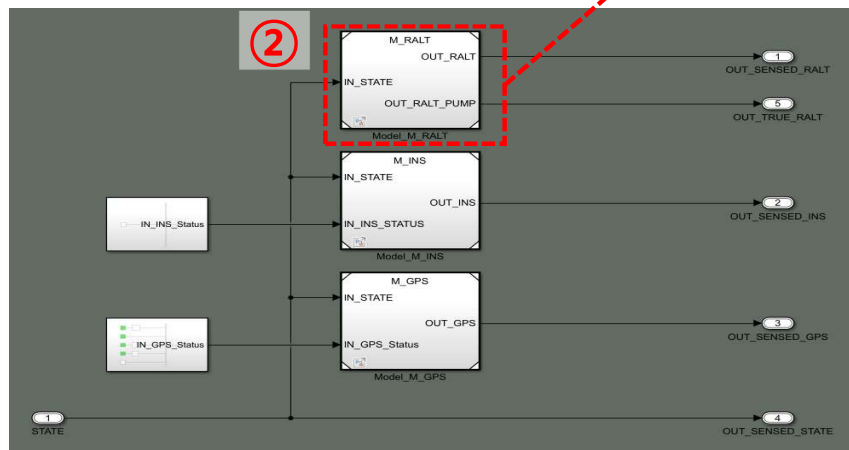 ②
M_RALT
OUT_RALT
IN_STATE
OUT_RALT_PUMP
Model_M_RALT
1
OUT_SENSED_RALT
5
OUT_TRUE_RALT
M_INS
IN_STATE
OUT_INS
IN_INS_STATUS
Model_M_INS
IN_INS_Status
2
OUT_SENSED_INS
M_GPS
IN_STATE
OUT_GPS
IN_GPS_Status
Model_M_GPS
IN_GPS_Status
3
OUT_SENSED_GPS
1
STATE
4
OUT_SENSED_STATE